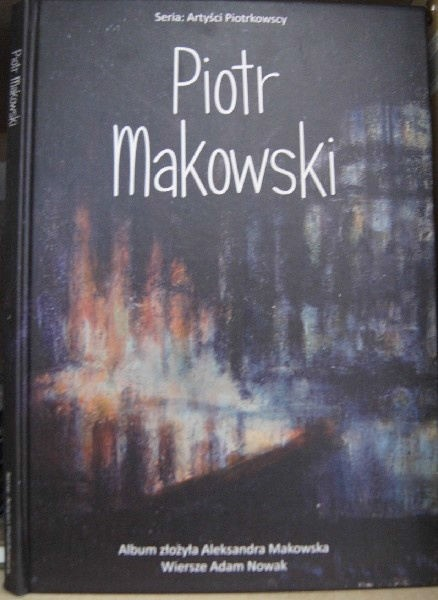 Seria: Artyści Piotrkowscy
Piotr
Makowski
Album złożyła Aleksandra Makowska
Wiersze Adam Nowak
Piotr Makowski